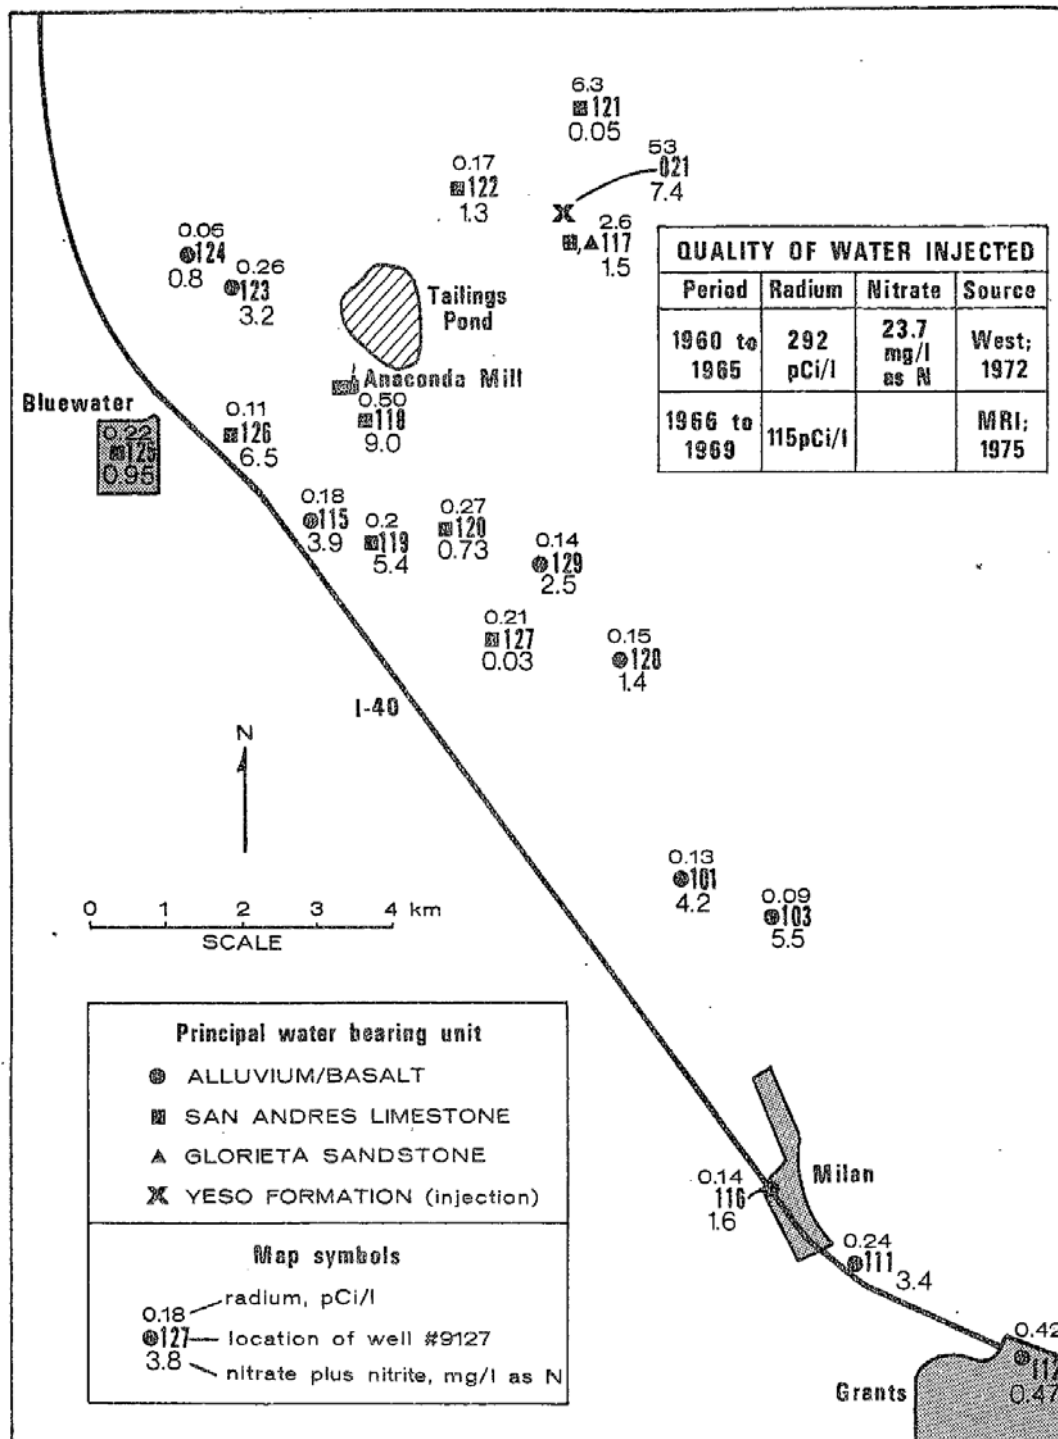 6.3
121
0.05
53
021
7.4
0.17
122
1.3
2.6
117
1.5
0.05
124
0.8
0.26
123
3.2
Tailings
Pond
QUALITY OF WATER INJECTED
Period Radium Nitrate Source
1960 to 1965 292 pCi/l 23.7 mg/l as N West; 1972
1966 to 1969 115pCi/l MRI; 1975
Anaconda Mill
0.50
118
9.0
Bluewater
0.22
125
0.95
0.11
126
6.5
0.18
115
3.9
0.2
119
5.4
0.27
120
0.73
0.14
129
2.5
0.21
127
0.03
0.15
128
1.4
I-40
N
0 1 2 3 4 km
SCALE
0.13
101
4.2
0.09
103
5.5
Principal water bearing unit
ALLUVIUM/BASALT
SAN ANDRES LIMESTONE
GLORIETA SANDSTONE
YESO FORMATION (injection)
Map symbols
0.18 radium, pCi/l
127 location of well #9127
3.8 nitrate plus nitrite, mg/l as N
0.14
116
1.6
Milan
0.24
111
3.4
Grants
0.42
112
0.47